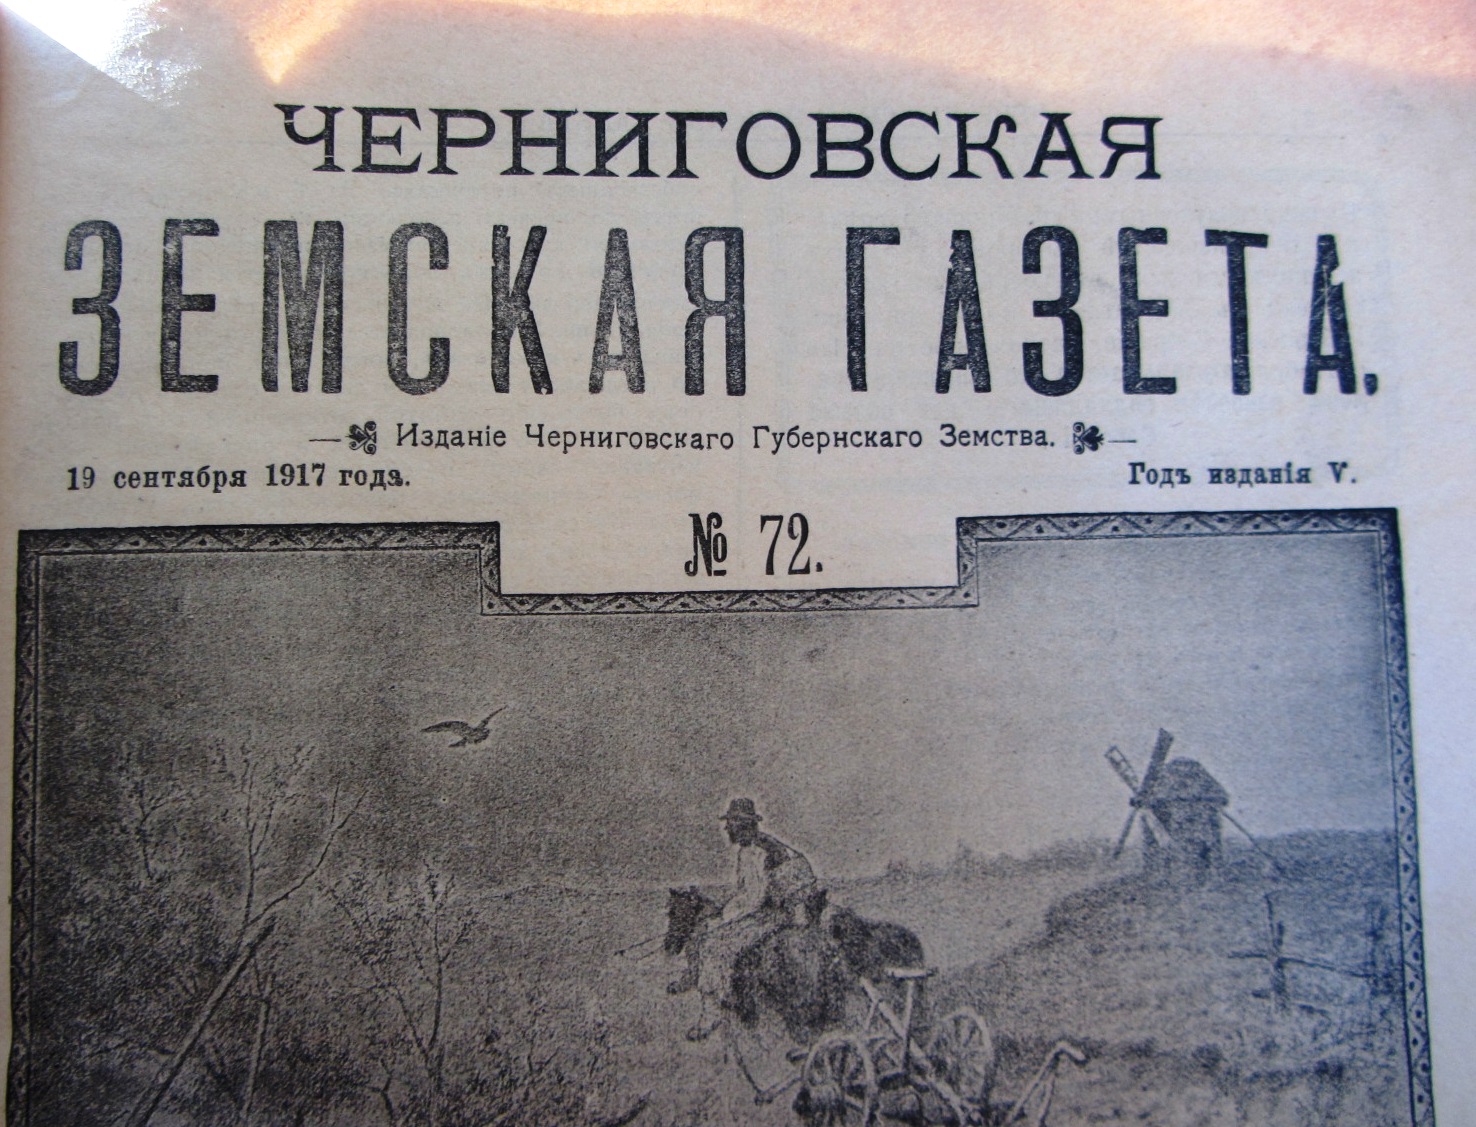 ЧЕРНИГОВСКАЯ
ЗЕМСКАЯ ГАЗЕТА.
Изданіе Черниговскаго Губернскаго Земства.
19 сентября 1917 года. Годъ изданія V.
№ 72.